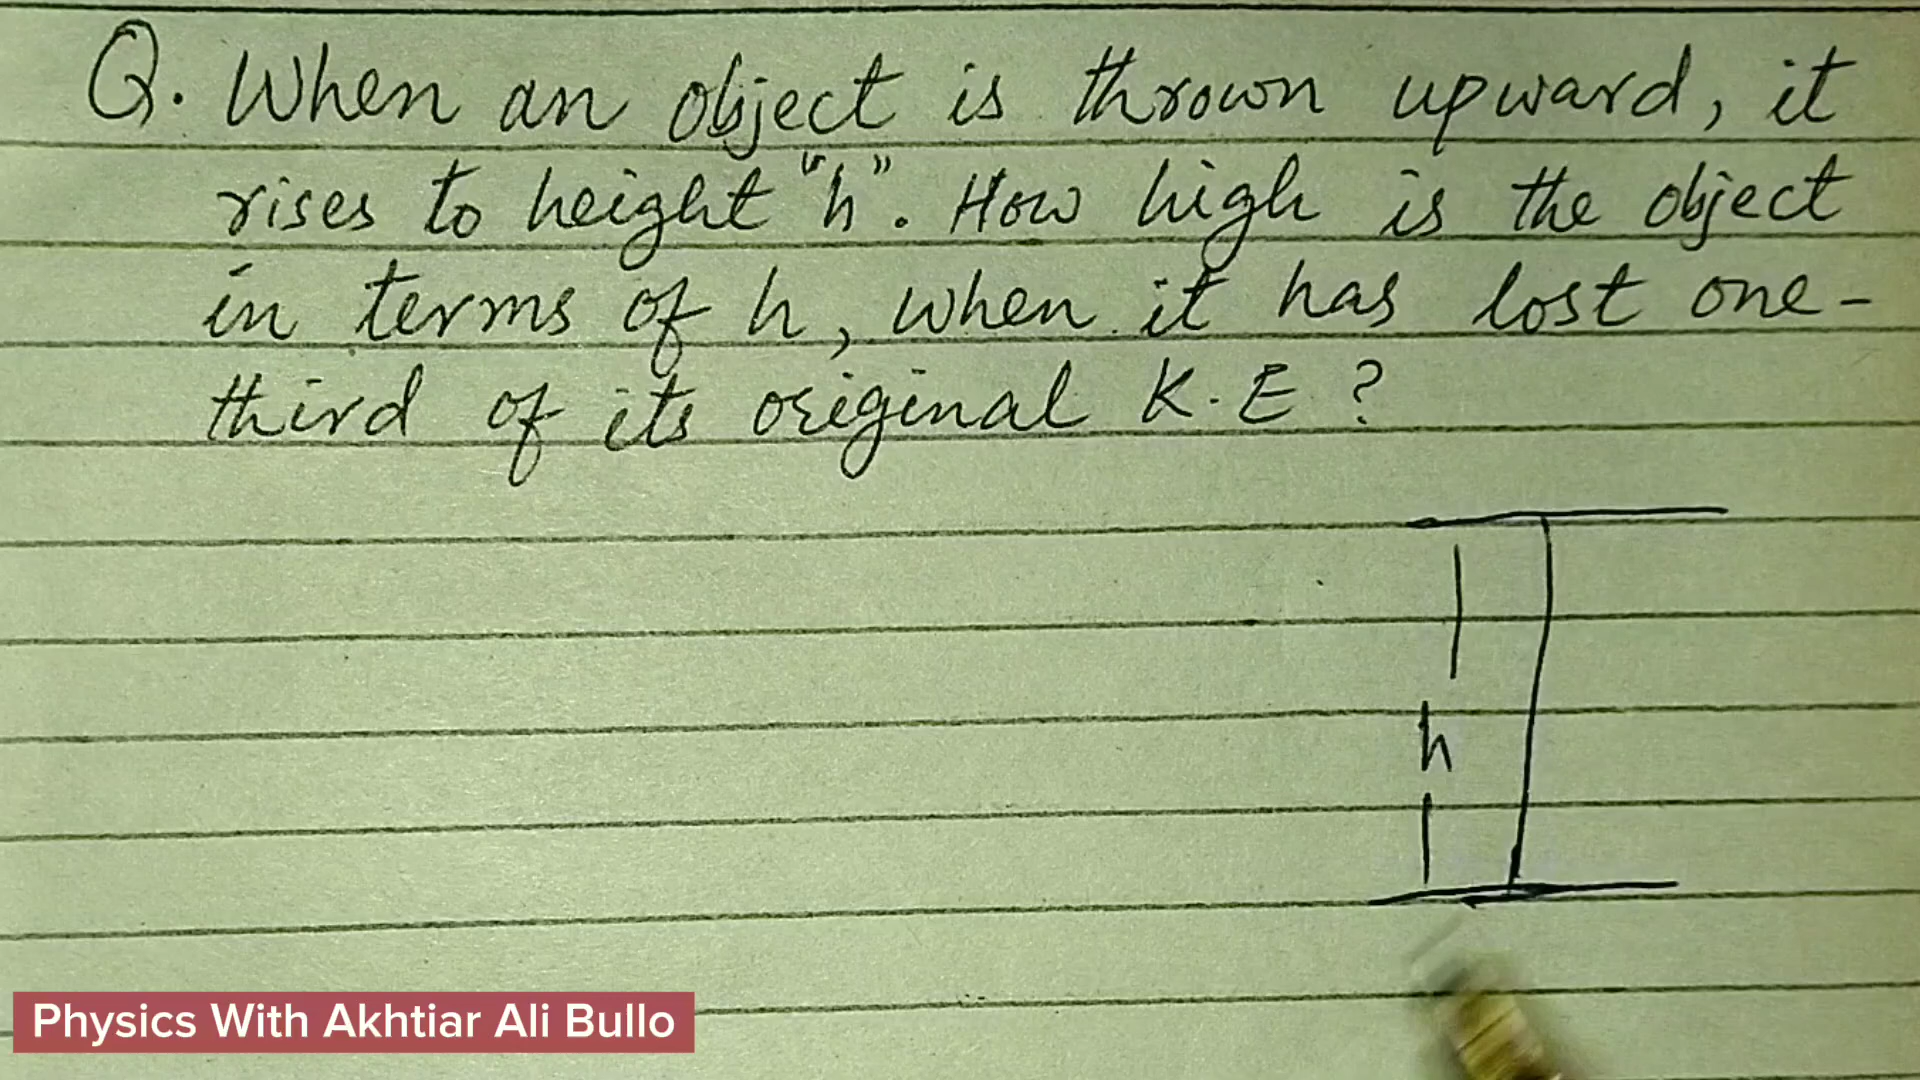 Q. When an object is thrown upward, it
rises to height "h". How high is the object
in terms of h, when it has lost one-
third of its original K.E ?
h
Physics With Akhtiar Ali Bullo